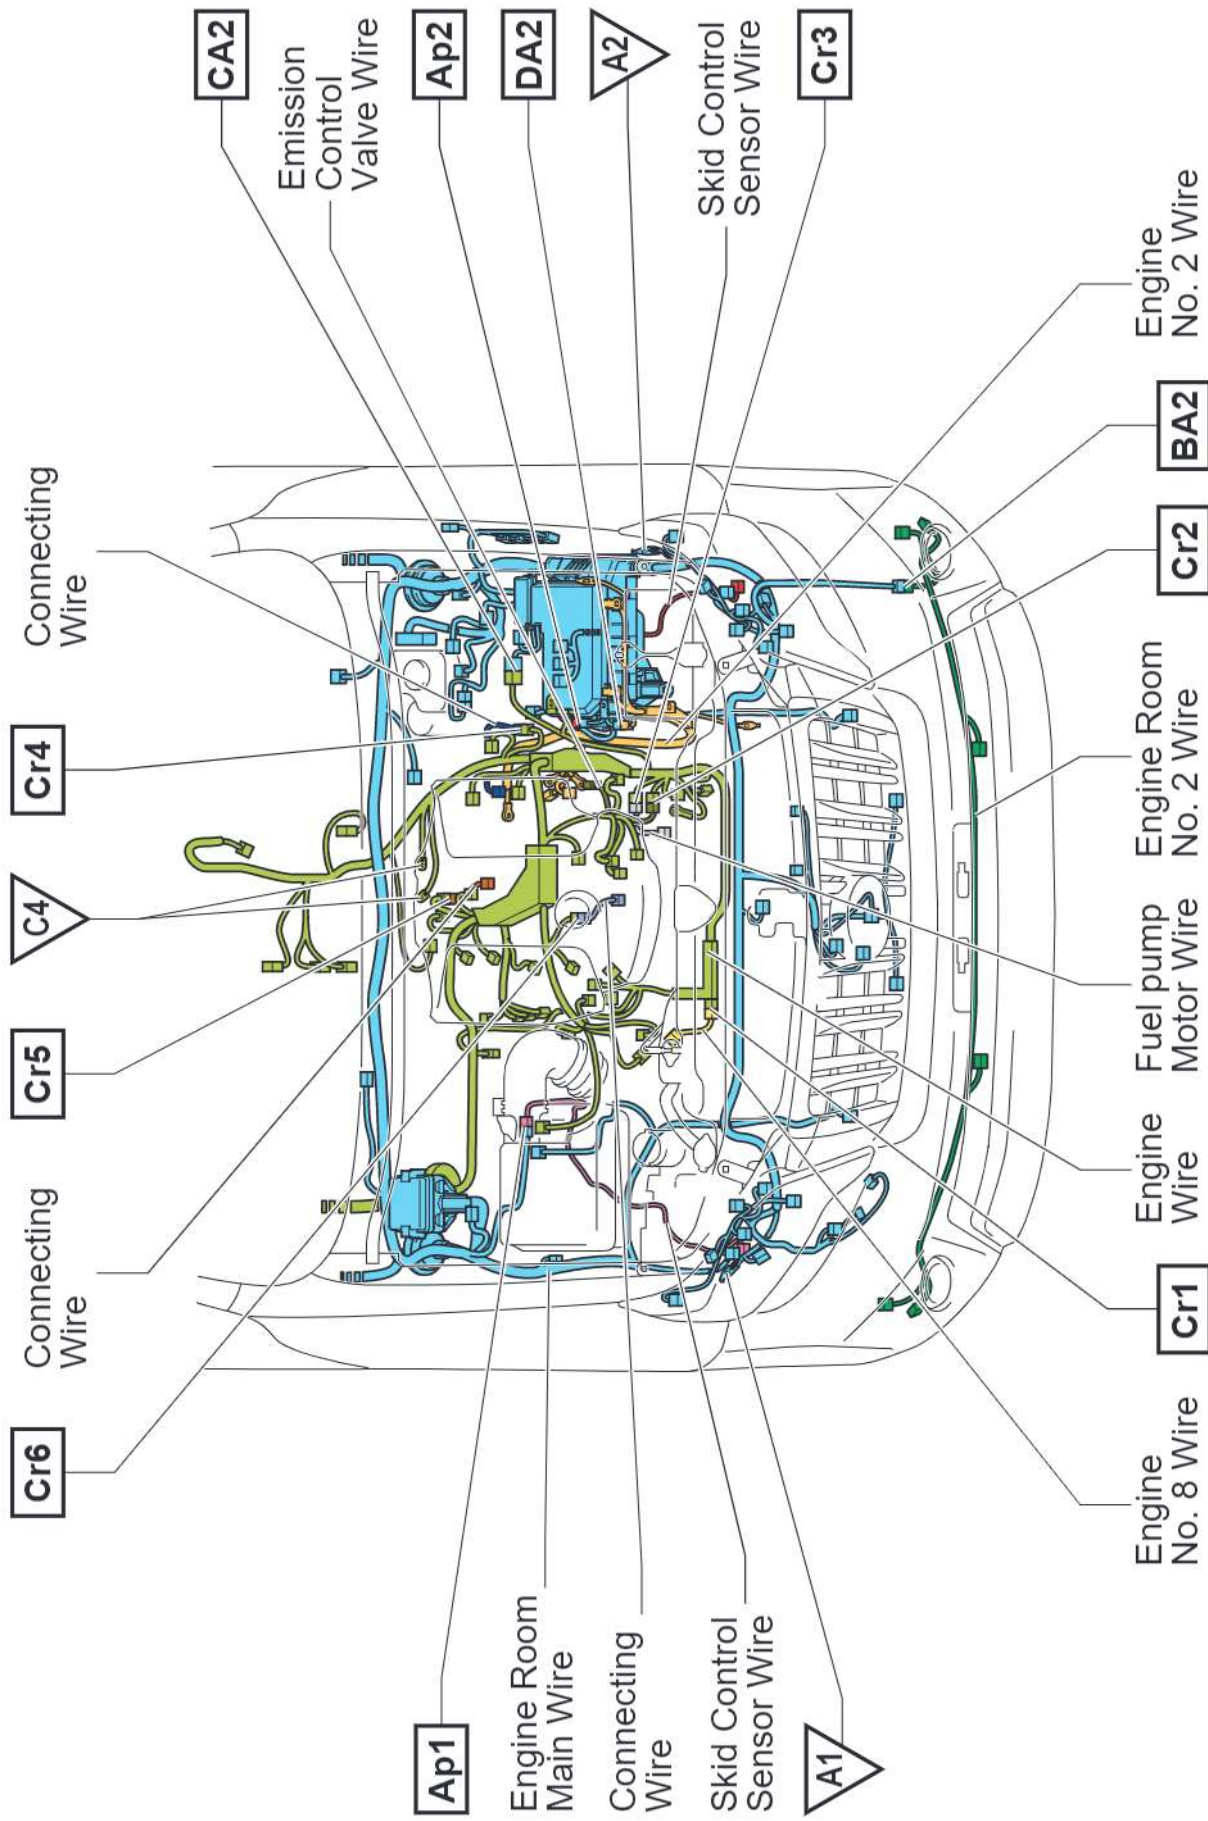 Cr6
Connecting
Wire
Cr5
C4
Cr4
Connecting
Wire
CA2
Emission
Control
Valve Wire
Ap2
DA2
A2
Skid Control
Sensor Wire
Cr3
Ap1
Engine Room
Main Wire
Connecting
Wire
Skid Control
Sensor Wire
A1
Engine
No. 8 Wire
Cr1
Engine
Wire
Fuel pump
Motor Wire
Engine Room
No.2 Wire
Cr2
BA2
Engine
No. 2 Wire